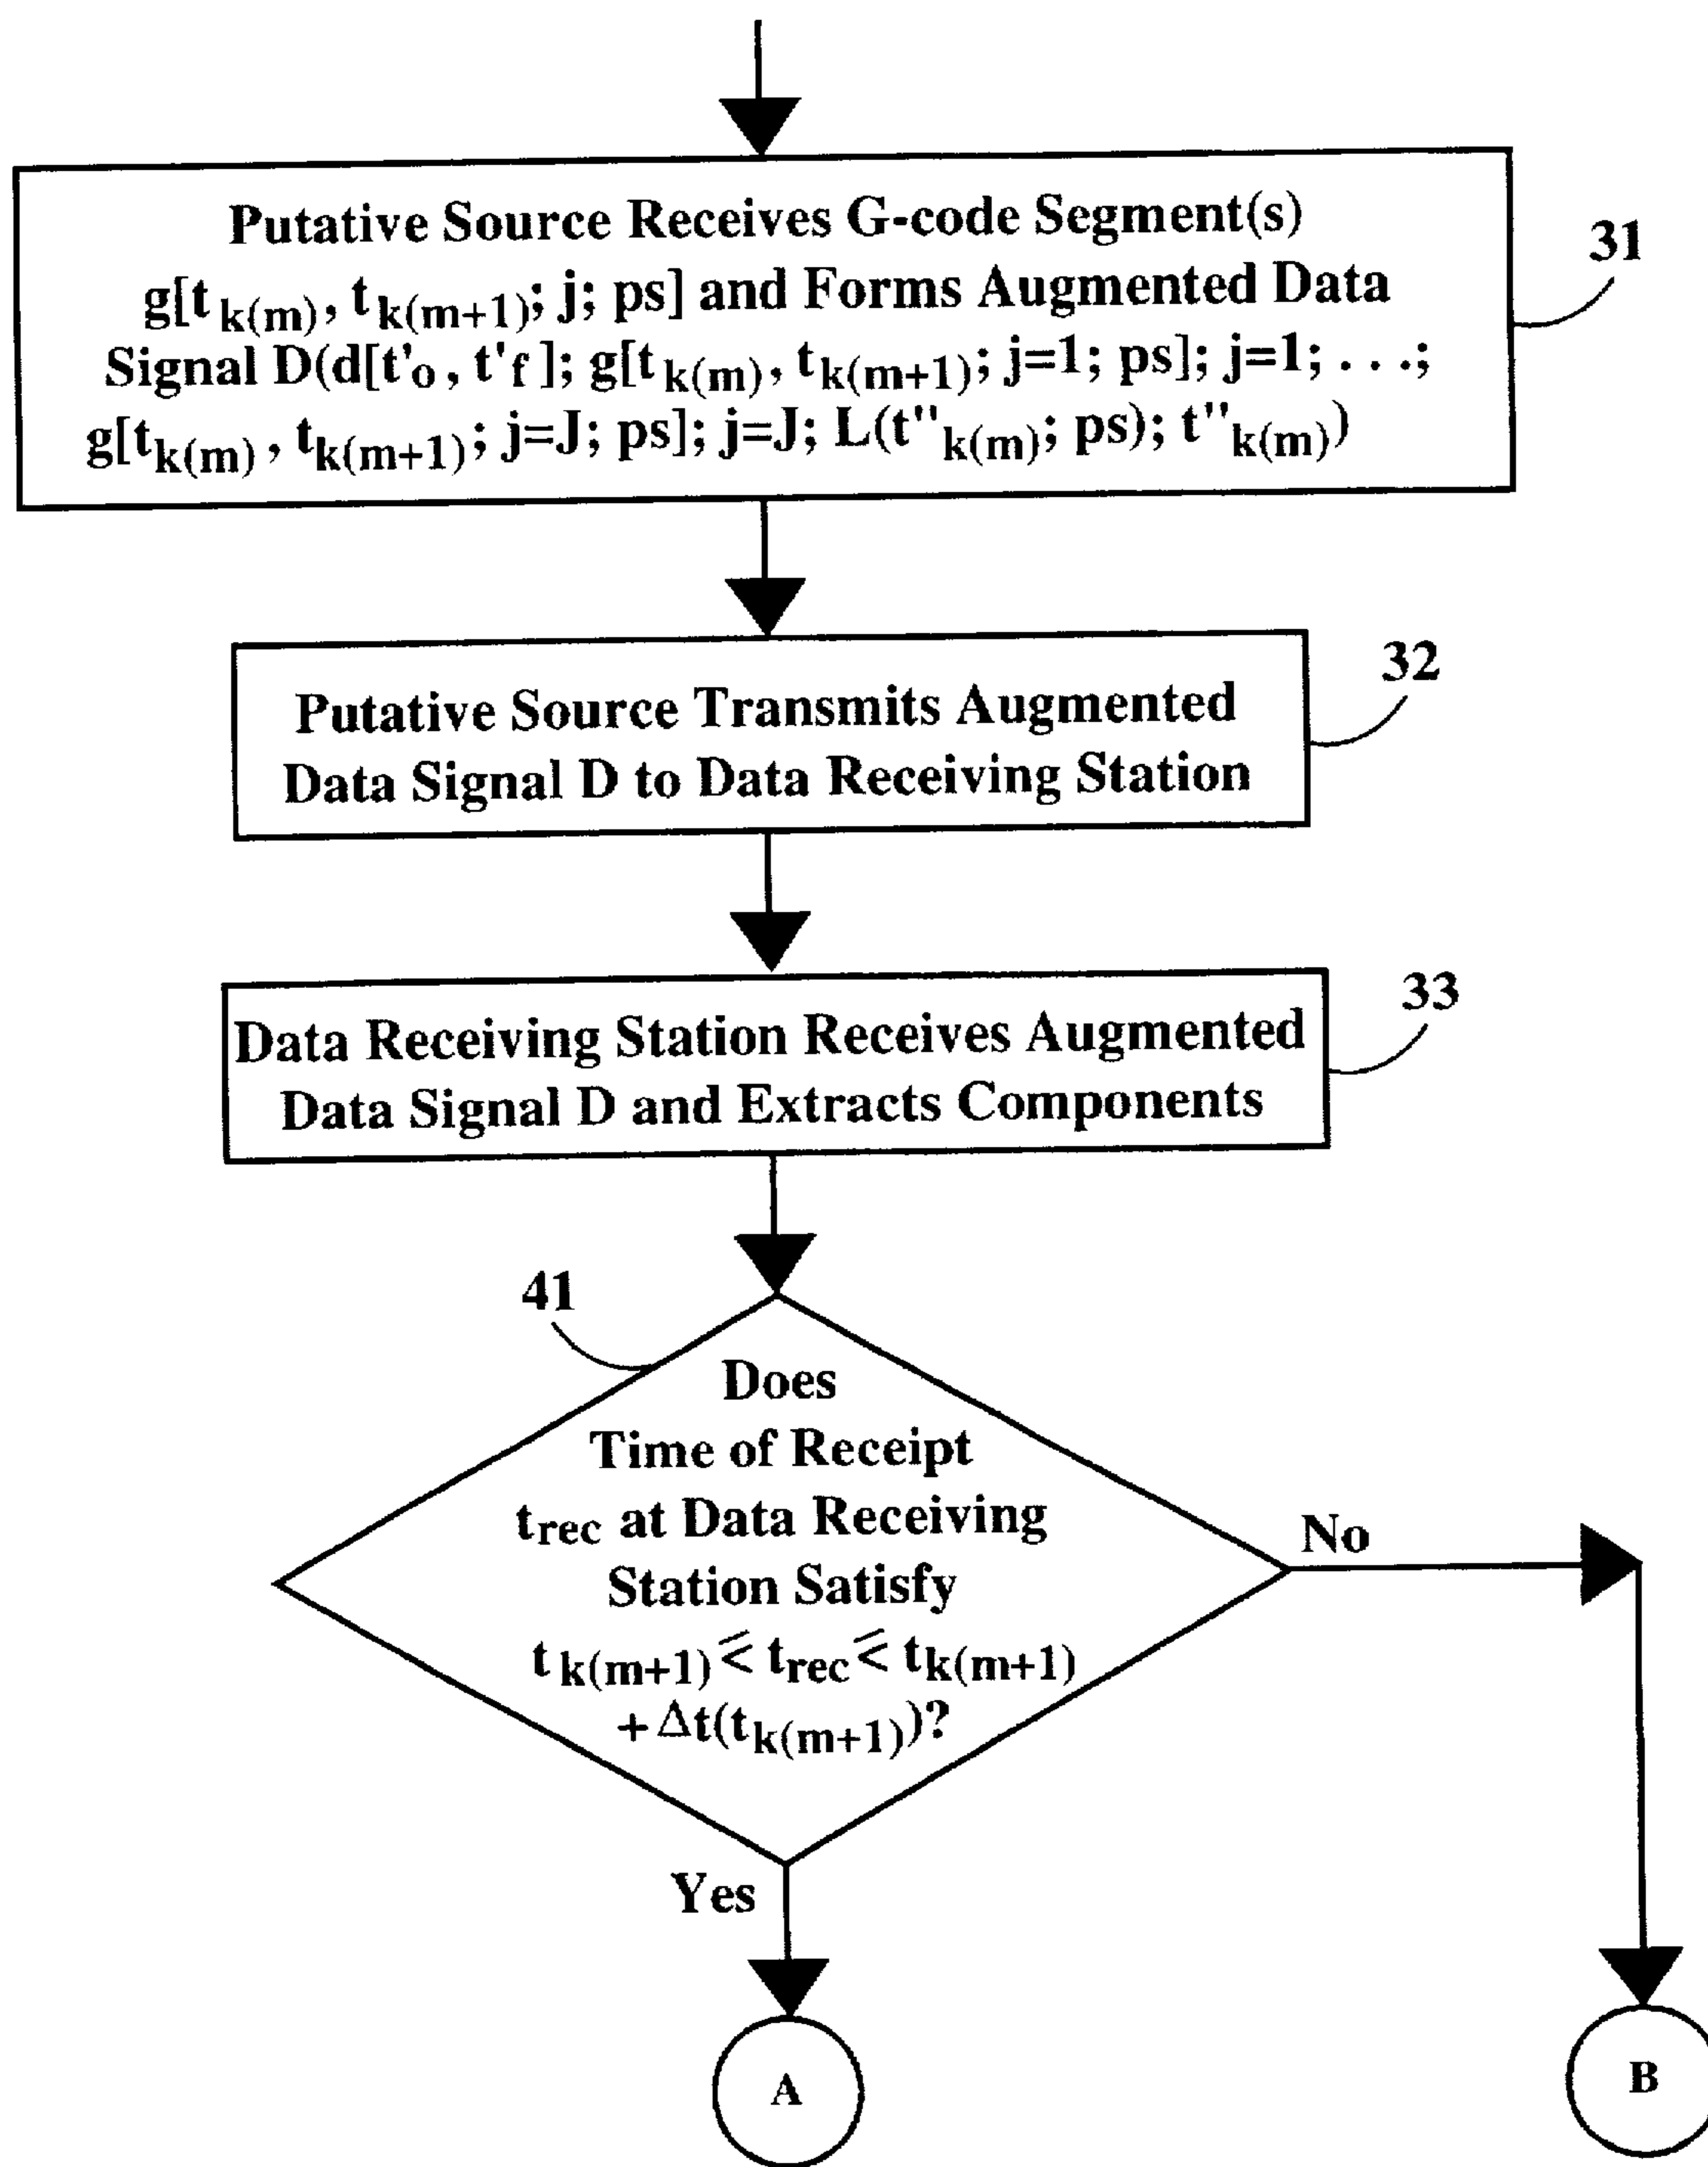 Putative Source Receives G-code Segment(s)
g[t k(m), t k(m+1); j; ps] and Forms Augmented Data
Signal D(d[t'o, t'f]; g[t k(m), t k(m+1); j=1; ps]; j=1; . . .;
g[t k(m), t k(m+1); j=J; ps]; j=J; L(t''k(m); ps); t''k(m))
31
Putative Source Transmits Augmented
Data Signal D to Data Receiving Station
32
Data Receiving Station Receives Augmented
Data Signal D and Extracts Components
33
41
Does
Time of Receipt
t rec at Data Receiving
Station Satisfy
t k(m+1) ≤ t rec ≤ t k(m+1)
+ Δt(t k(m+1))?
No
Yes
A
B